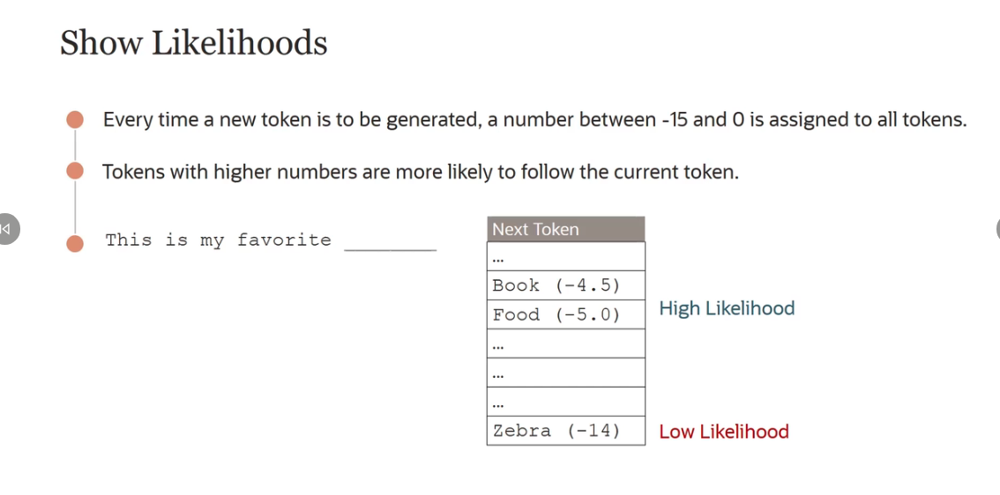 Show Likelihoods
Every time a new token is to be generated, a number between -15 and 0 is assigned to all tokens.
Tokens with higher numbers are more likely to follow the current token.
This is my favorite ________
Next Token
...
Book (-4.5)
Food (-5.0)
High Likelihood
...
...
...
Zebra (-14)
Low Likelihood